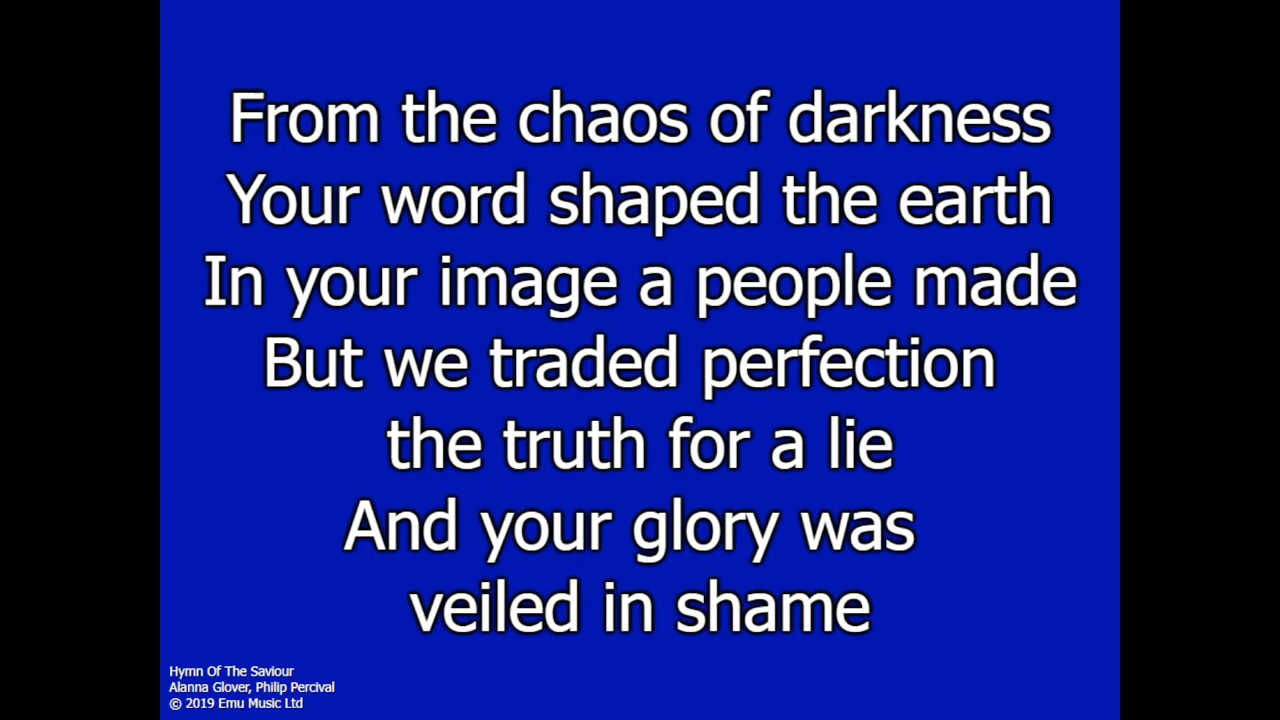 From the chaos of darkness
Your word shaped the earth
In your image a people made
But we traded perfection
the truth for a lie
And your glory was
veiled in shame
Hymn Of The Saviour
Alanna Glover, Philip Percival
© 2019 Emu Music Ltd